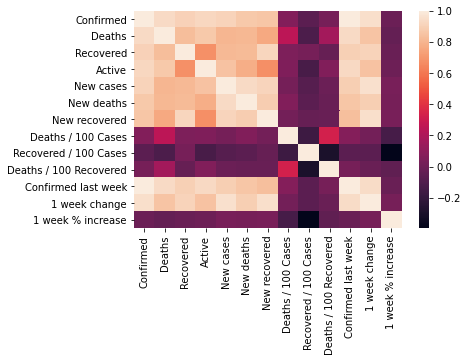 Confirmed
Deaths
Recovered
Active
New cases
New deaths
New recovered
Deaths / 100 Cases
Recovered / 100 Cases
Deaths / 100 Recovered
Confirmed last week
1 week change
1 week % increase
1.0
0.8
0.6
0.4
0.2
0.0
−0.2
Confirmed
Deaths
Recovered
Active
New cases
New deaths
New recovered
Deaths / 100 Cases
Recovered / 100 Cases
Deaths / 100 Recovered
Confirmed last week
1 week change
1 week % increase